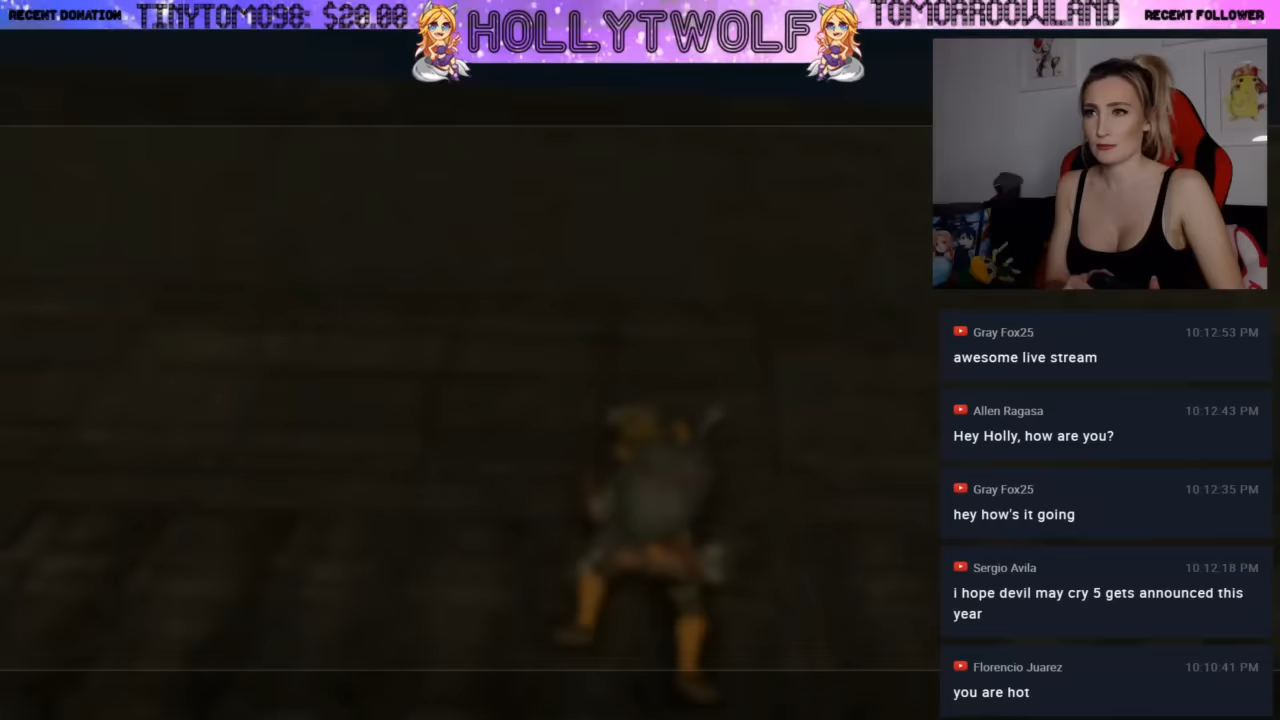 RECENT DONATION
TINYTOMO98: $20.00
HOLLYTWOLF
TOMORROOWLAND
RECENT FOLLOWER
Gray Fox25 10:12:53 PM
awesome live stream
Allen Ragasa 10:12:43 PM
Hey Holly, how are you?
Gray Fox25 10:12:35 PM
hey how's it going
Sergio Avila 10:12:18 PM
i hope devil may cry 5 gets announced this
year
Florencio Juarez 10:10:41 PM
you are hot